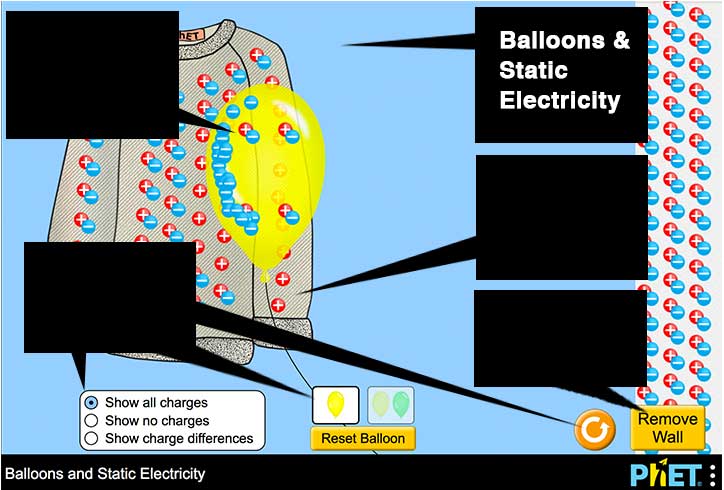 Balloons &
Static
Electricity
Show all charges
Show no charges
Show charge differences
Reset Balloon
Remove
Wall
Balloons and Static Electricity
PhET